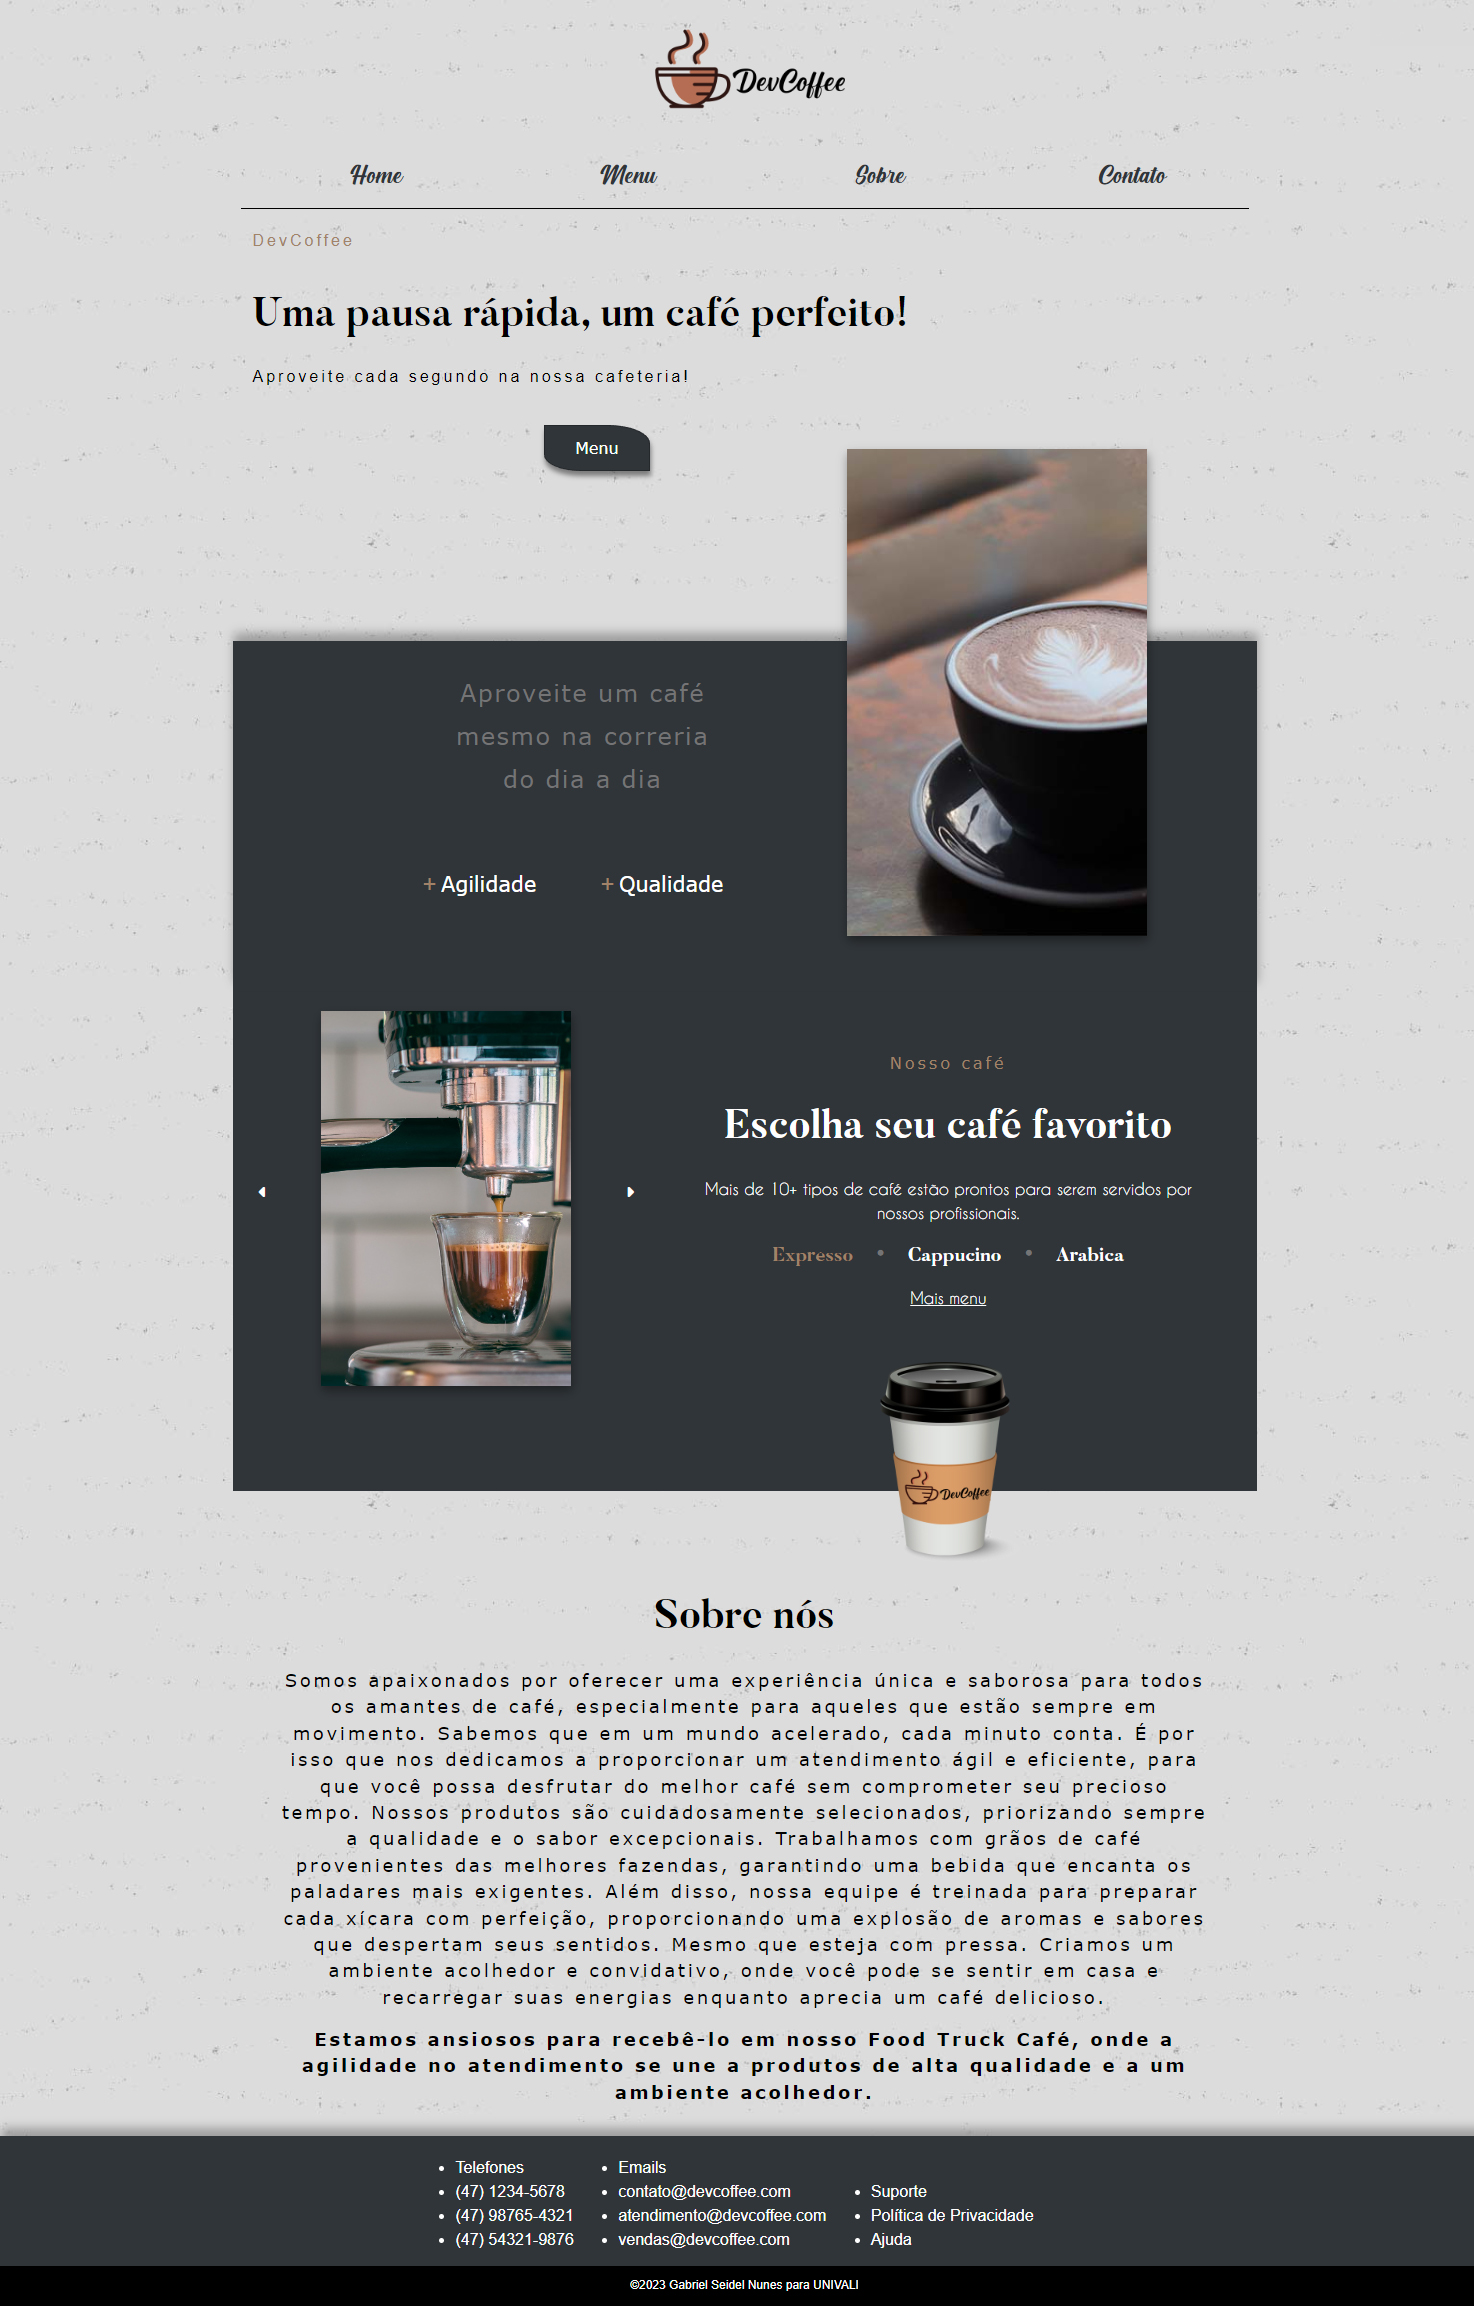 DevCoffee
Home Menu Sobre Contato
DevCoffee
Uma pausa rápida, um café perfeito!
Aproveite cada segundo na nossa cafeteria!
Menu
Aproveite um café
mesmo na correria
do dia a dia
+ Agilidade + Qualidade
Nosso café
Escolha seu café favorito
Mais de 10+ tipos de café estão prontos para serem servidos por
nossos profissionais.
Expresso • Cappucino • Arabica
Mais menu
DevCoffee
Sobre nós
Somos apaixonados por oferecer uma experiência única e saborosa para todos
os amantes de café, especialmente para aqueles que estão sempre em
movimento. Sabemos que em um mundo acelerado, cada minuto conta. É por
isso que nos dedicamos a proporcionar um atendimento ágil e eficiente, para
que você possa desfrutar do melhor café sem comprometer seu precioso
tempo. Nossos produtos são cuidadosamente selecionados, priorizando sempre
a qualidade e o sabor excepcionais. Trabalhamos com grãos de café
provenientes das melhores fazendas, garantindo uma bebida que encanta os
paladares mais exigentes. Além disso, nossa equipe é treinada para preparar
cada xícara com perfeição, proporcionando uma explosão de aromas e sabores
que despertam seus sentidos. Mesmo que esteja com pressa. Criamos um
ambiente acolhedor e convidativo, onde você pode se sentir em casa e
recarregar suas energias enquanto aprecia um café delicioso.
Estamos ansiosos para recebê-lo em nosso Food Truck Café, onde a
agilidade no atendimento se une a produtos de alta qualidade e a um
ambiente acolhedor.
• Telefones
• (47) 1234-5678
• (47) 98765-4321
• (47) 54321-9876
• Emails
• contato@devcoffee.com
• atendimento@devcoffee.com
• vendas@devcoffee.com
• Suporte
• Política de Privacidade
• Ajuda
©2023 Gabriel Seidel Nunes para UNIVALI